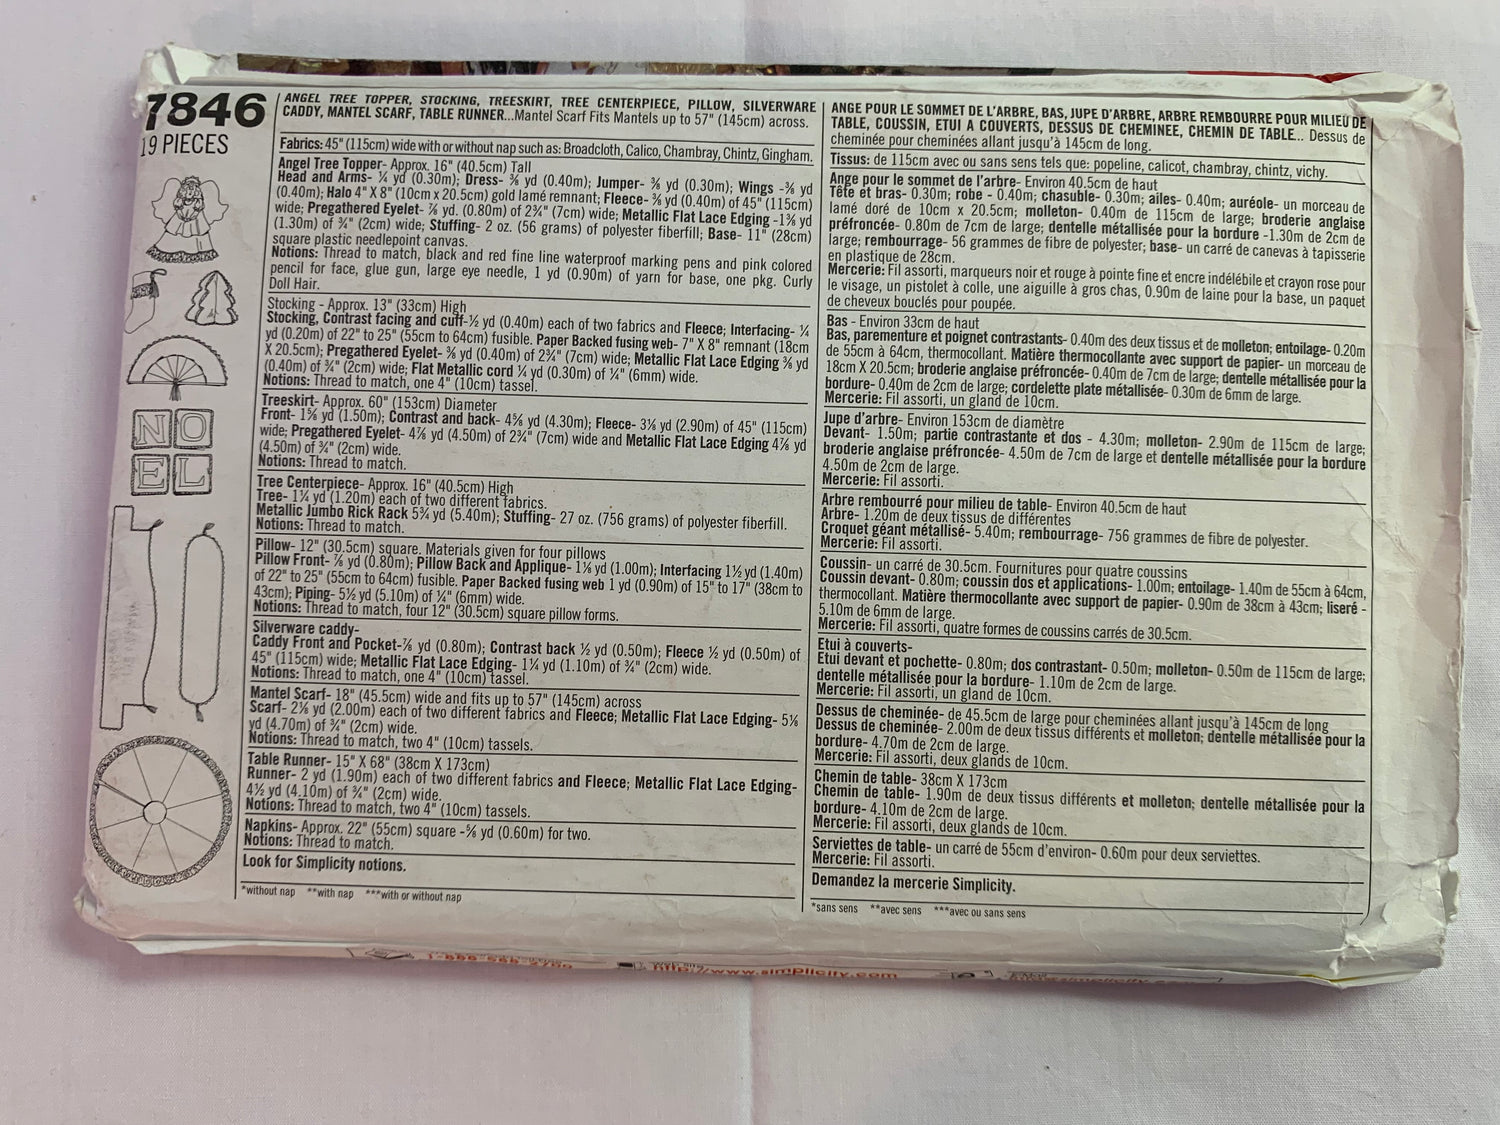 7846
19 PIECES
N O
E L
ANGEL TREE TOPPER, STOCKING, TREESKIRT, TREE CENTERPIECE, PILLOW, SILVERWARE
CADDY, MANTEL SCARF, TABLE RUNNER...Mantel Scarf Fits Mantels up to 57" (145cm) across.
Fabrics: 45" (115cm) wide with or without nap such as: Broadcloth, Calico, Chambray, Chintz, Gingham.
Angel Tree Topper- Approx. 16" (40.5cm) Tall
Head and Arms- ¼ yd (0.30m); Dress- ⅜ yd (0.40m); Jumper- ⅜ yd (0.30m); Wings -⅜ yd
(0.40m); Halo 4" X 8" (10cm x 20.5cm) gold lamé remnant; Fleece- ⅜ yd (0.40m) of 45" (115cm)
wide; Pregathered Eyelet- ⅞ yd. (0.80m) of 2¾" (7cm) wide; Metallic Flat Lace Edging -1⅜ yd
(1.30m) of ¾" (2cm) wide; Stuffing- 2 oz. (56 grams) of polyester fiberfill; Base- 11" (28cm)
square plastic needlepoint canvas.
Notions: Thread to match, black and red fine line waterproof marking pens and pink colored
pencil for face, glue gun, large eye needle, 1 yd (0.90m) of yarn for base, one pkg. Curly
Doll Hair.
Stocking - Approx. 13" (33cm) High
Stocking, Contrast facing and cuff-½ yd (0.40m) each of two fabrics and Fleece; Interfacing- ¼
yd (0.20m) of 22" to 25" (55cm to 64cm) fusible. Paper Backed fusing web- 7" X 8" remnant (18cm
X 20.5cm); Pregathered Eyelet- ⅜ yd (0.40m) of 2¾" (7cm) wide; Metallic Flat Lace Edging ⅜ yd
(0.40m) of ¾" (2cm) wide; Flat Metallic cord ¼ yd (0.30m) of ¼" (6mm) wide.
Notions: Thread to match, one 4" (10cm) tassel.
Treeskirt- Approx. 60" (153cm) Diameter
Front- 1⅝ yd (1.50m); Contrast and back- 4⅝ yd (4.30m); Fleece- 3⅛ yd (2.90m) of 45" (115cm)
wide; Pregathered Eyelet- 4⅞ yd (4.50m) of 2¾" (7cm) wide and Metallic Flat Lace Edging 4⅞ yd
(4.50m) of ¾" (2cm) wide.
Notions: Thread to match.
Tree Centerpiece- Approx. 16" (40.5cm) High
Tree- 1¼ yd (1.20m) each of two different fabrics.
Metallic Jumbo Rick Rack 5¾ yd (5.40m); Stuffing- 27 oz. (756 grams) of polyester fiberfill.
Notions: Thread to match.
Pillow- 12" (30.5cm) square. Materials given for four pillows
Pillow Front- ⅞ yd (0.80m); Pillow Back and Applique- 1⅛ yd (1.00m); Interfacing 1½ yd (1.40m)
of 22" to 25" (55cm to 64cm) fusible. Paper Backed fusing web 1 yd (0.90m) of 15" to 17" (38cm to
43cm); Piping- 5½ yd (5.10m) of ¼" (6mm) wide.
Notions: Thread to match, four 12" (30.5cm) square pillow forms.
Silverware caddy-
Caddy Front and Pocket-⅞ yd (0.80m); Contrast back ½ yd (0.50m); Fleece ½ yd (0.50m) of
45" (115cm) wide; Metallic Flat Lace Edging- 1¼ yd (1.10m) of ¾" (2cm) wide.
Notions: Thread to match, one 4" (10cm) tassel.
Mantel Scarf- 18" (45.5cm) wide and fits up to 57" (145cm) across
Scarf- 2⅛ yd (2.00m) each of two different fabrics and Fleece; Metallic Flat Lace Edging- 5⅛
yd (4.70m) of ¾" (2cm) wide.
Notions: Thread to match, two 4" (10cm) tassels.
Table Runner- 15" X 68" (38cm X 173cm)
Runner- 2 yd (1.90m) each of two different fabrics and Fleece; Metallic Flat Lace Edging-
4½ yd (4.10m) of ¾" (2cm) wide.
Notions: Thread to match, two 4" (10cm) tassels.
Napkins- Approx. 22" (55cm) square -⅝ yd (0.60m) for two.
Notions: Thread to match.
Look for Simplicity notions.
*without nap **with nap ***with or without nap
ANGE POUR LE SOMMET DE L'ARBRE, BAS, JUPE D'ARBRE, ARBRE REMBOURRE POUR MILIEU DE
TABLE, COUSSIN, ETUI A COUVERTS, DESSUS DE CHEMINEE, CHEMIN DE TABLE... Dessus de
cheminée pour cheminées allant jusqu'à 145cm de long.
Tissus: de 115cm avec ou sans sens tels que: popeline, calicot, chambray, chintz, vichy.
Ange pour le sommet de l'arbre- Environ 40.5cm de haut
Tête et bras- 0.30m; robe - 0.40m; chasuble- 0.30m; ailes- 0.40m; auréole- un morceau de
lamé doré de 10cm x 20.5cm; molleton- 0.40m de 115cm de large; broderie anglaise
préfroncée- 0.80m de 7cm de large; dentelle métallisée pour la bordure -1.30m de 2cm de
large; rembourrage- 56 grammes de fibre de polyester; base- un carré de canevas à tapisserie
en plastique de 28cm.
Mercerie: Fil assorti, marqueurs noir et rouge à pointe fine et encre indélébile et crayon rose pour
le visage, un pistolet à colle, une aiguille à gros chas, 0.90m de laine pour la base, un paquet
de cheveux bouclés pour poupée.
Bas - Environ 33cm de haut
Bas, parementure et poignet contrastants- 0.40m des deux tissus et de molleton; entoilage- 0.20m
de 55cm à 64cm, thermocollant. Matière thermocollante avec support de papier- un morceau de
18cm X 20.5cm; broderie anglaise préfroncée- 0.40m de 7cm de large; dentelle métallisée pour la
bordure- 0.40m de 2cm de large; cordelette plate métallisée- 0.30m de 6mm de large.
Mercerie: Fil assorti, un gland de 10cm.
Jupe d'arbre- Environ 153cm de diamètre
Devant- 1.50m; partie contrastante et dos - 4.30m; molleton- 2.90m de 115cm de large;
broderie anglaise préfroncée- 4.50m de 7cm de large et dentelle métallisée pour la bordure
4.50m de 2cm de large.
Mercerie: Fil assorti.
Arbre rembourré pour milieu de table- Environ 40.5cm de haut
Arbre- 1.20m de deux tissus de différentes
Croquet géant métallisé- 5.40m; rembourrage- 756 grammes de fibre de polyester.
Mercerie: Fil assorti.
Coussin- un carré de 30.5cm. Fournitures pour quatre coussins
Coussin devant- 0.80m; coussin dos et applications- 1.00m; entoilage- 1.40m de 55cm à 64cm,
thermocollant. Matière thermocollante avec support de papier- 0.90m de 38cm à 43cm; liseré -
5.10m de 6mm de large.
Mercerie: Fil assorti, quatre formes de coussins carrés de 30.5cm.
Etui à couverts-
Etui devant et pochette- 0.80m; dos contrastant- 0.50m; molleton- 0.50m de 115cm de large;
dentelle métallisée pour la bordure- 1.10m de 2cm de large.
Mercerie: Fil assorti, un gland de 10cm.
Dessus de cheminée- de 45.5cm de large pour cheminées allant jusqu'à 145cm de long
Dessus de cheminée- 2.00m de deux tissus différents et molleton; dentelle métallisée pour la
bordure- 4.70m de 2cm de large.
Mercerie: Fil assorti, deux glands de 10cm.
Chemin de table- 38cm X 173cm
Chemin de table- 1.90m de deux tissus différents et molleton; dentelle métallisée pour la
bordure- 4.10m de 2cm de large.
Mercerie: Fil assorti, deux glands de 10cm.
Serviettes de table- un carré de 55cm d'environ- 0.60m pour deux serviettes.
Mercerie: Fil assorti.
Demandez la mercerie Simplicity.
*sans sens **avec sens ***avec ou sans sens
http://www.simplicity.com